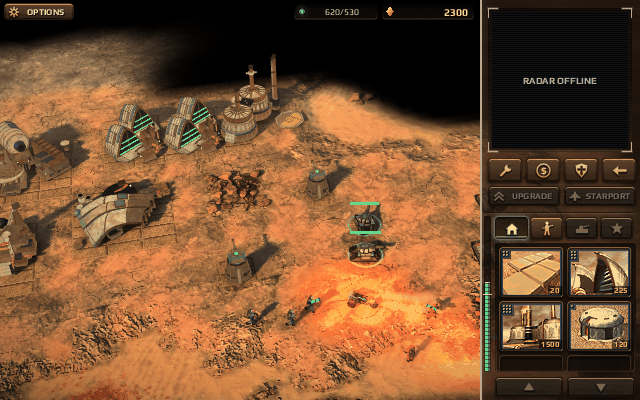 OPTIONS
620/530
2300
RADAR OFFLINE
UPGRADE
STARPORT
20
225
1500
120